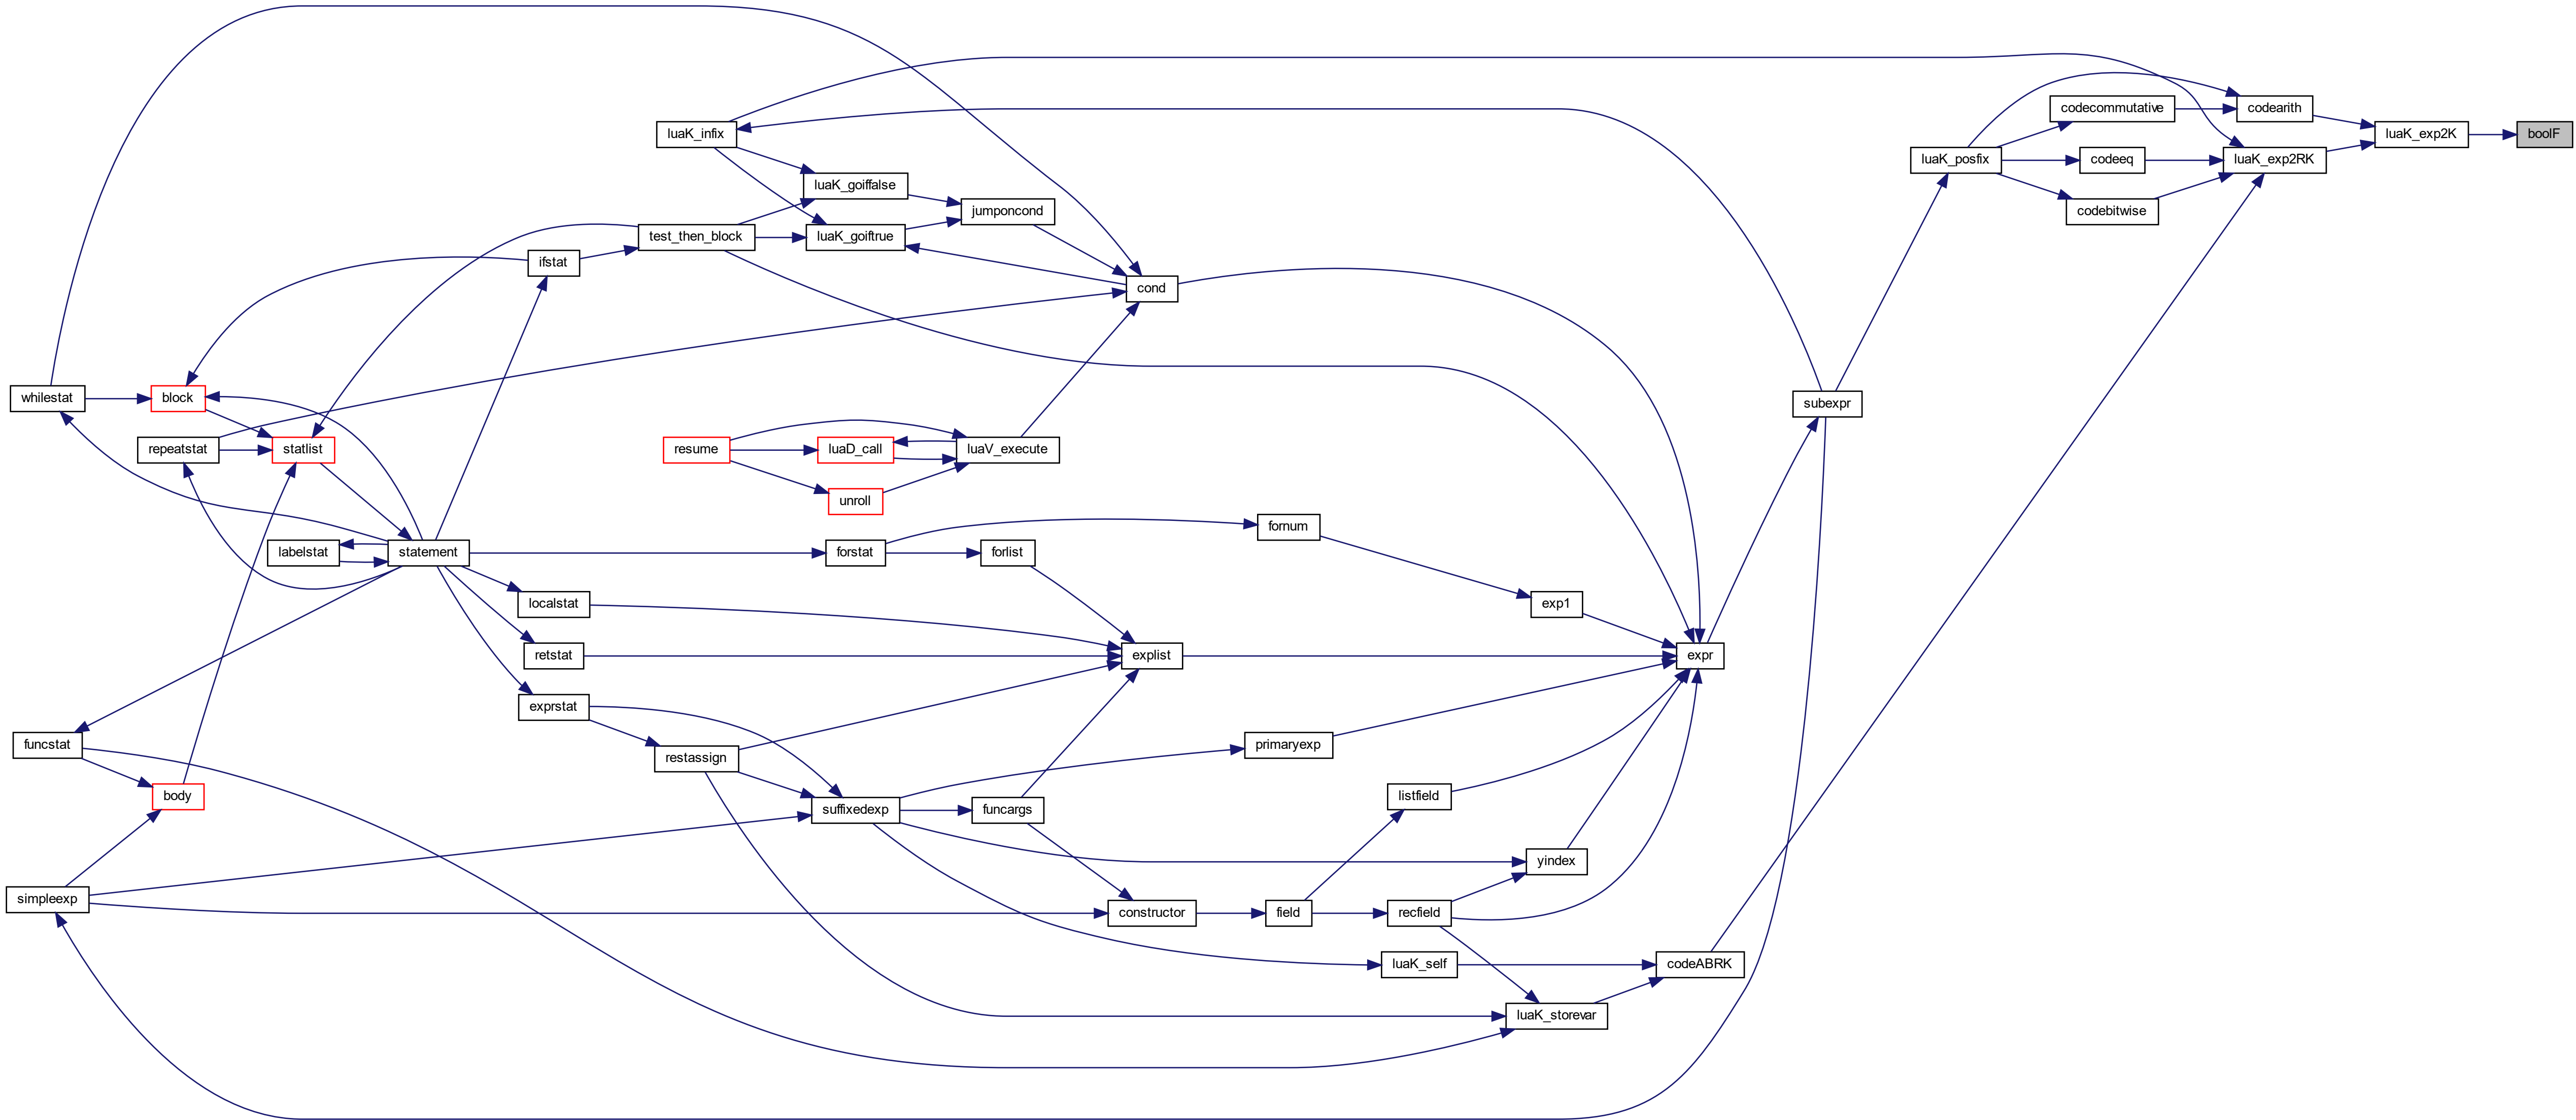 codecommutative
codearith
luaK_infix
luaK_exp2K
boolF
luaK_posfix
codeeq
luaK_exp2RK
luaK_goiffalse
jumponcond
codebitwise
test_then_block
luaK_goiftrue
ifstat
cond
whilestat
block
subexpr
repeatstat
statlist
resume
luaD_call
luaV_execute
unroll
fornum
labelstat
statement
forstat
forlist
localstat
exp1
retstat
explist
expr
exprstat
funcstat
restassign
primaryexp
body
suffixedexp
funcargs
listfield
yindex
simpleexp
constructor
field
recfield
luaK_self
codeABRK
luaK_storevar